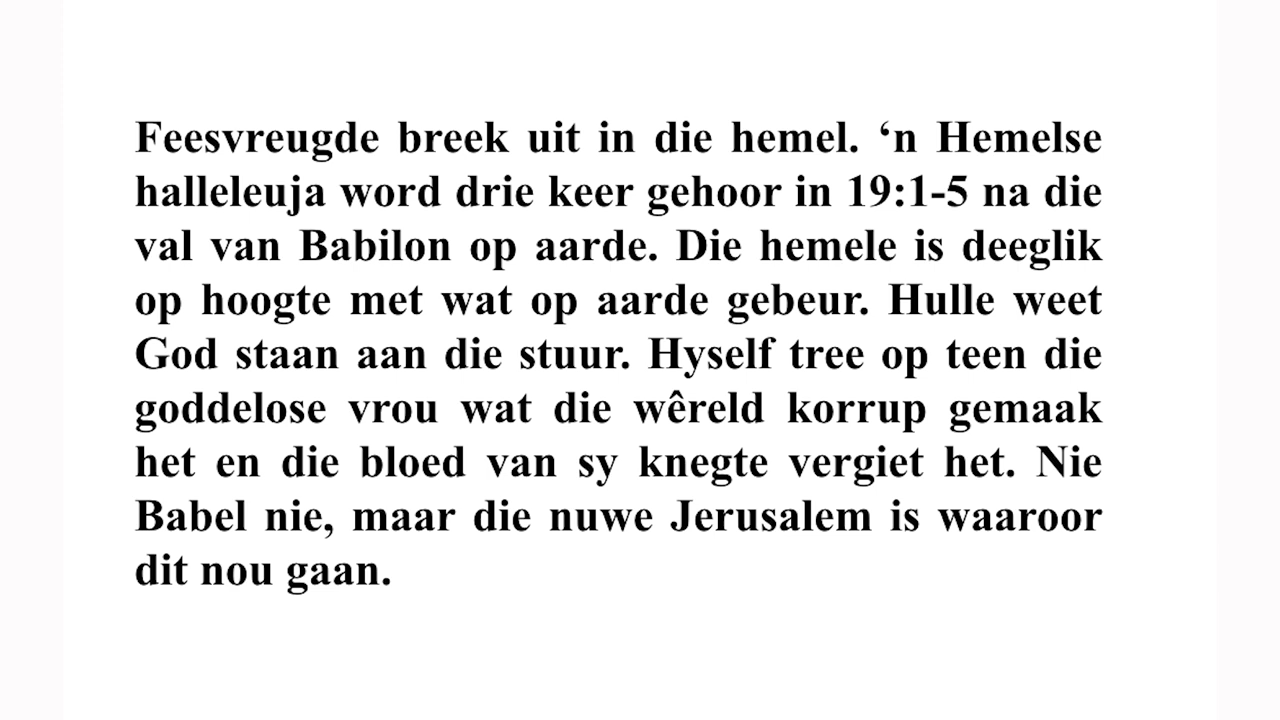 Feesvreugde breek uit in die hemel. ‘n Hemelse
halleleuja word drie keer gehoor in 19:1-5 na die
val van Babilon op aarde. Die hemele is deeglik
op hoogte met wat op aarde gebeur. Hulle weet
God staan aan die stuur. Hyself tree op teen die
goddelose vrou wat die wêreld korrup gemaak
het en die bloed van sy knegte vergiet het. Nie
Babel nie, maar die nuwe Jerusalem is waaroor
dit nou gaan.